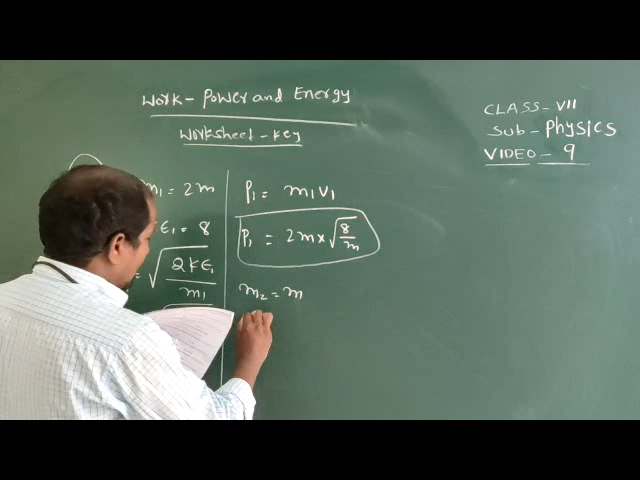 Work - Power and Energy
Worksheet - Key
CLASS - VII
Sub - Physics
VIDEO - 9
m₁ = 2m
KE₁ = 8
= √(2KE₁/m₁)
P₁ = m₁V₁
P₁ = 2m × √(8/m)
m₂ = m